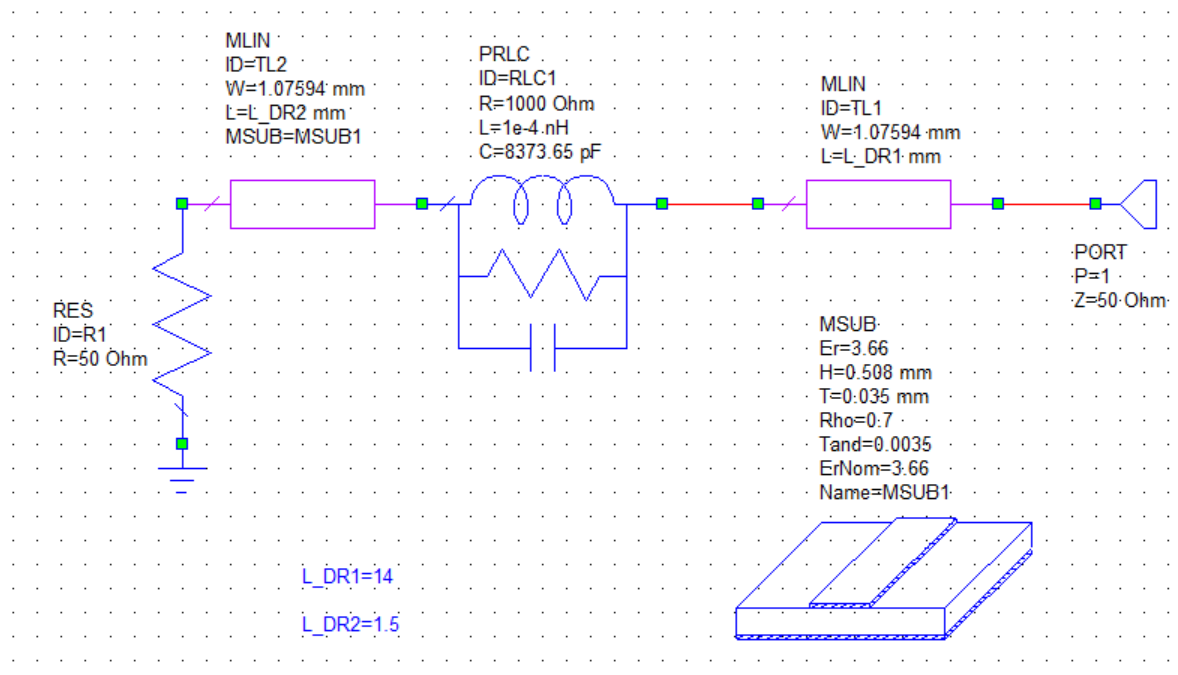 MLIN
ID=TL2
W=1.07594 mm
L=L_DR2 mm
MSUB=MSUB1
PRLC
ID=RLC1
R=1000 Ohm
L=1e-4 nH
C=8373.65 pF
MLIN
ID=TL1
W=1.07594 mm
L=L_DR1 mm
PORT
P=1
Z=50 Ohm
RES
ID=R1
R=50 Ohm
MSUB
Er=3.66
H=0.508 mm
T=0.035 mm
Rho=0.7
Tand=0.0035
ErNom=3.66
Name=MSUB1
L_DR1=14
L_DR2=1.5